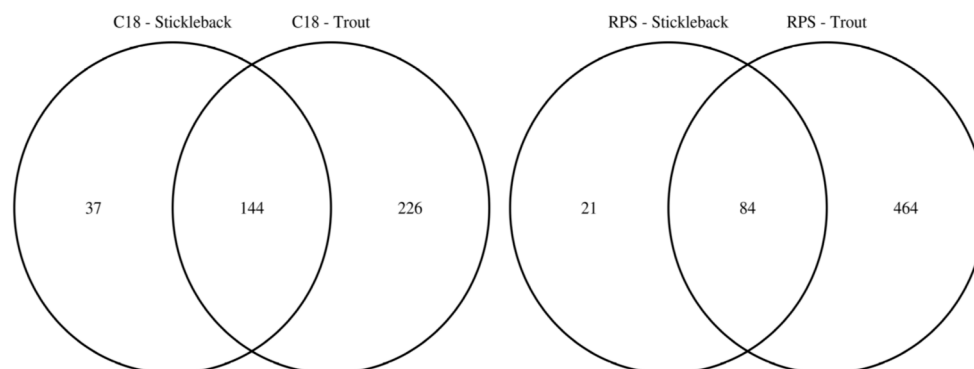 C18 - Stickleback C18 - Trout RPS - Stickleback RPS - Trout
37 144 226 21 84 464